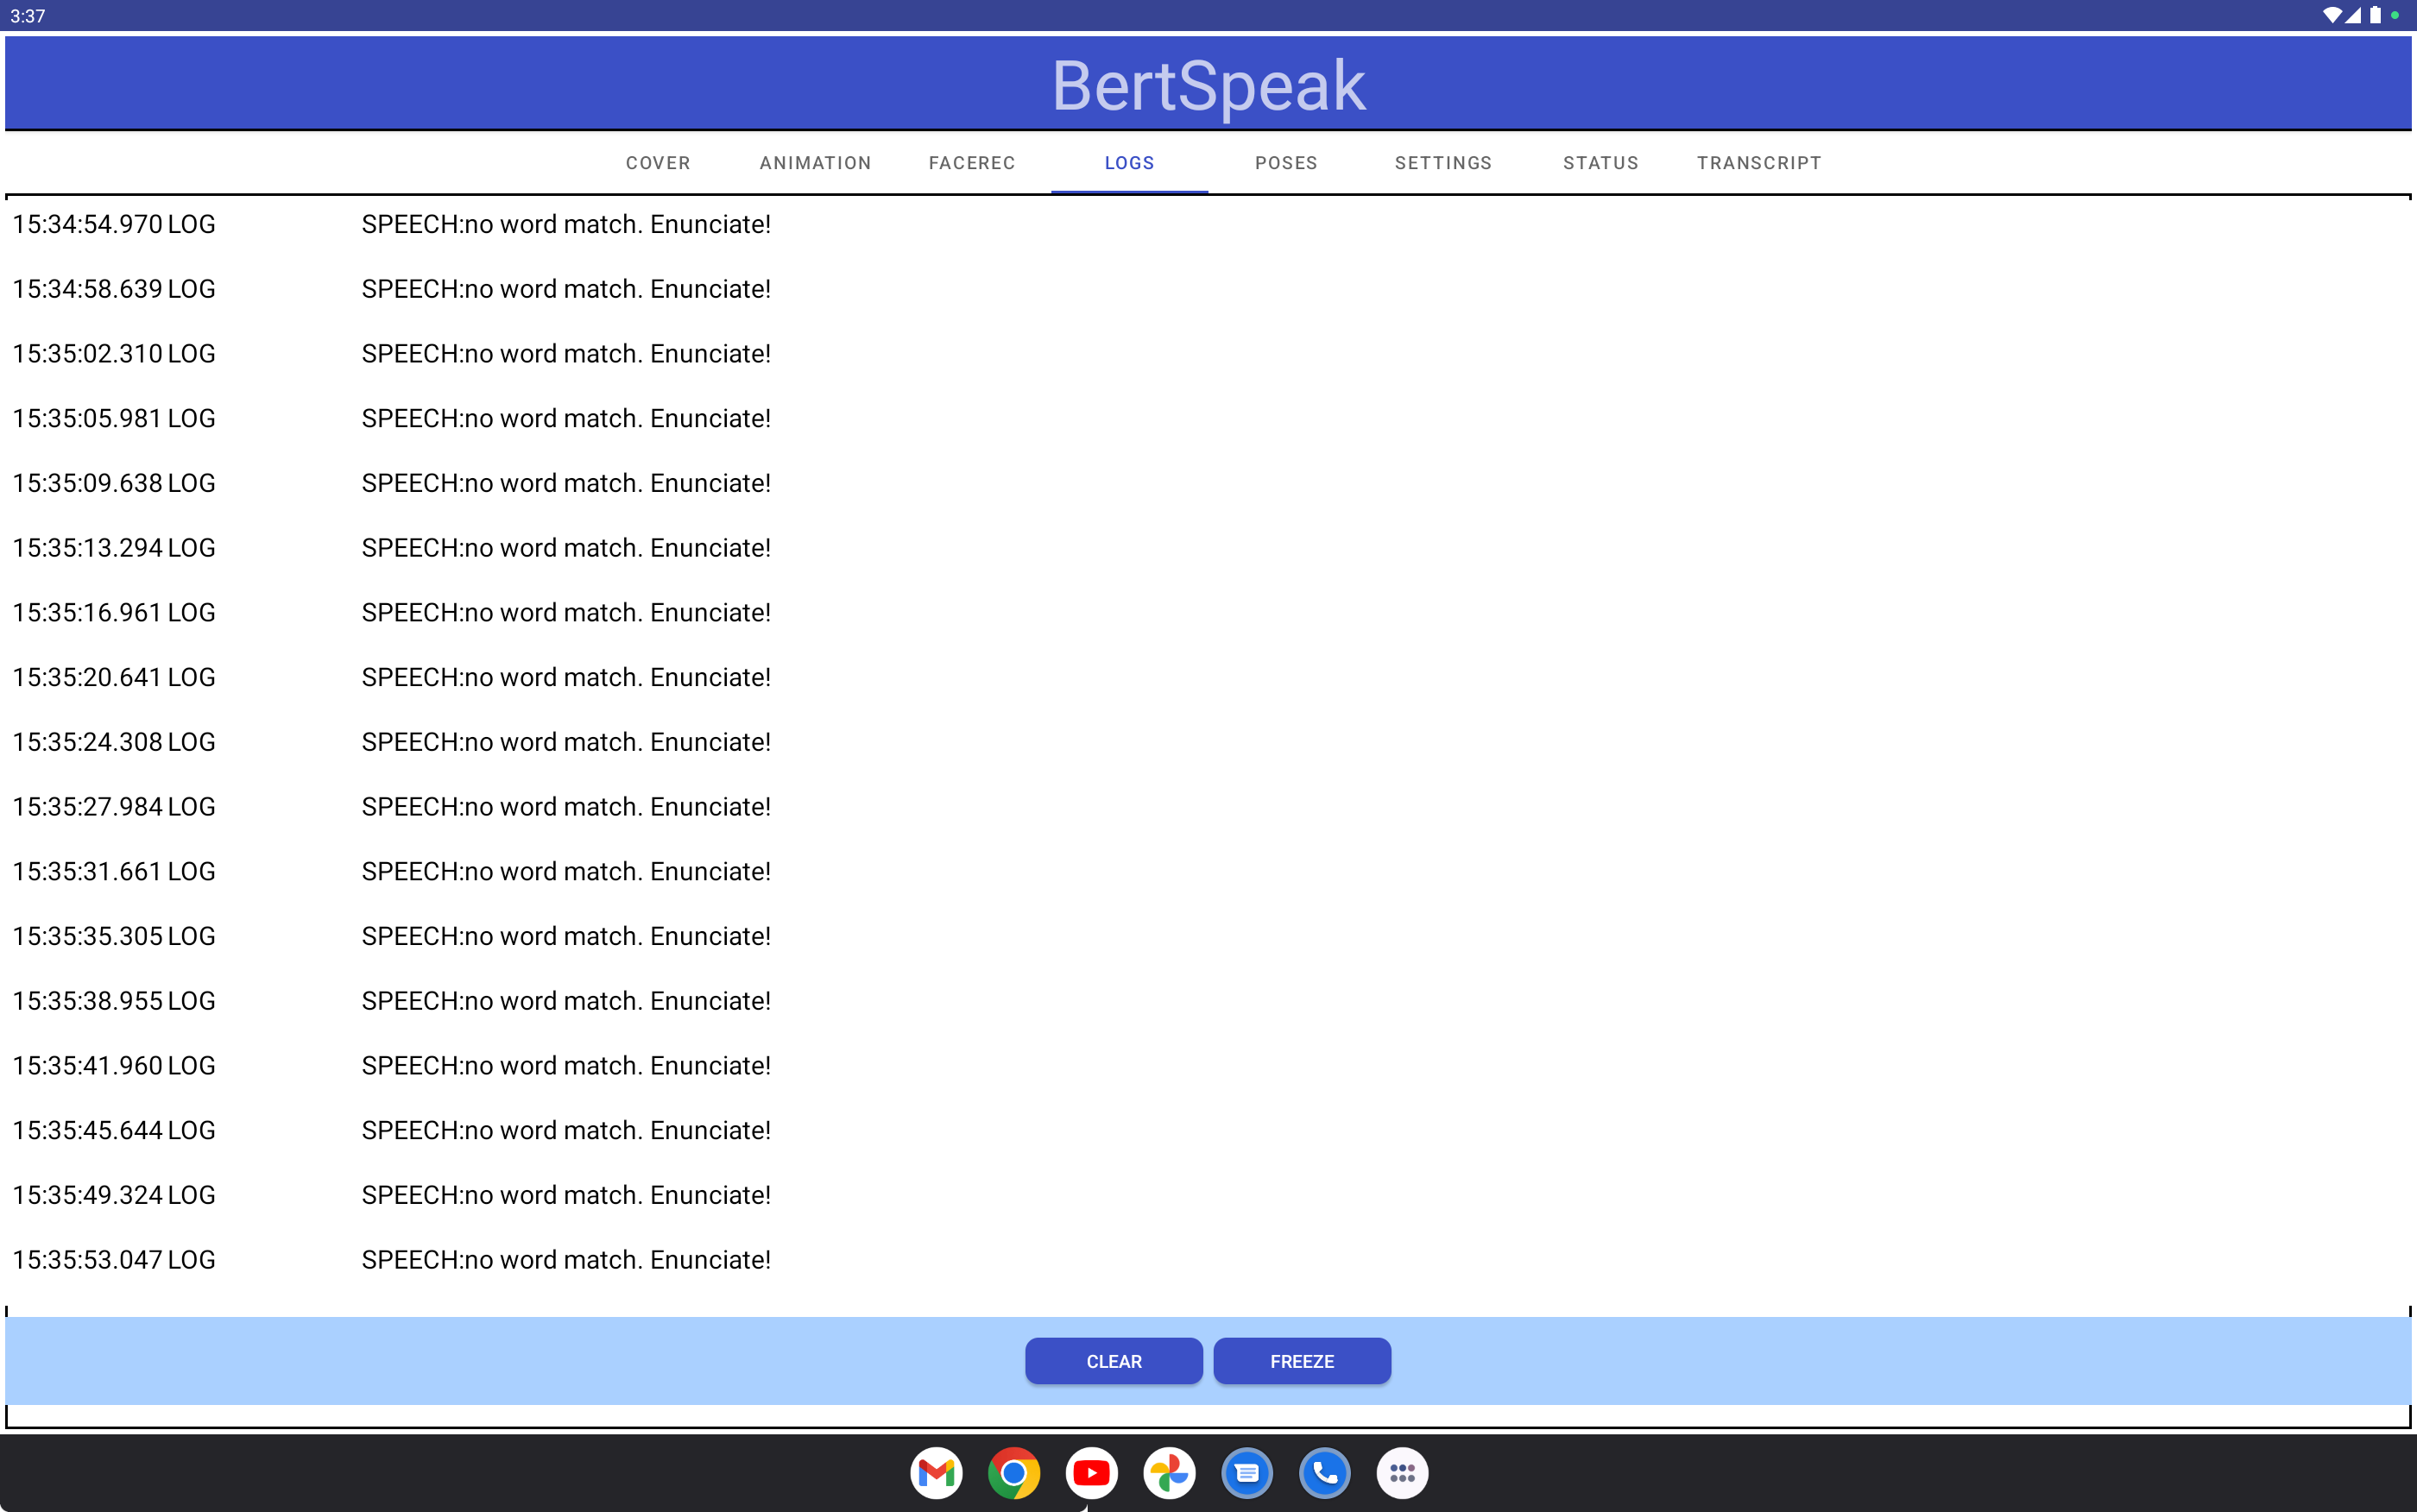 3:37
BertSpeak
COVER ANIMATION FACEREC LOGS POSES SETTINGS STATUS TRANSCRIPT
15:34:54.970 LOG SPEECH:no word match. Enunciate!
15:34:58.639 LOG SPEECH:no word match. Enunciate!
15:35:02.310 LOG SPEECH:no word match. Enunciate!
15:35:05.981 LOG SPEECH:no word match. Enunciate!
15:35:09.638 LOG SPEECH:no word match. Enunciate!
15:35:13.294 LOG SPEECH:no word match. Enunciate!
15:35:16.961 LOG SPEECH:no word match. Enunciate!
15:35:20.641 LOG SPEECH:no word match. Enunciate!
15:35:24.308 LOG SPEECH:no word match. Enunciate!
15:35:27.984 LOG SPEECH:no word match. Enunciate!
15:35:31.661 LOG SPEECH:no word match. Enunciate!
15:35:35.305 LOG SPEECH:no word match. Enunciate!
15:35:38.955 LOG SPEECH:no word match. Enunciate!
15:35:41.960 LOG SPEECH:no word match. Enunciate!
15:35:45.644 LOG SPEECH:no word match. Enunciate!
15:35:49.324 LOG SPEECH:no word match. Enunciate!
15:35:53.047 LOG SPEECH:no word match. Enunciate!
CLEAR FREEZE